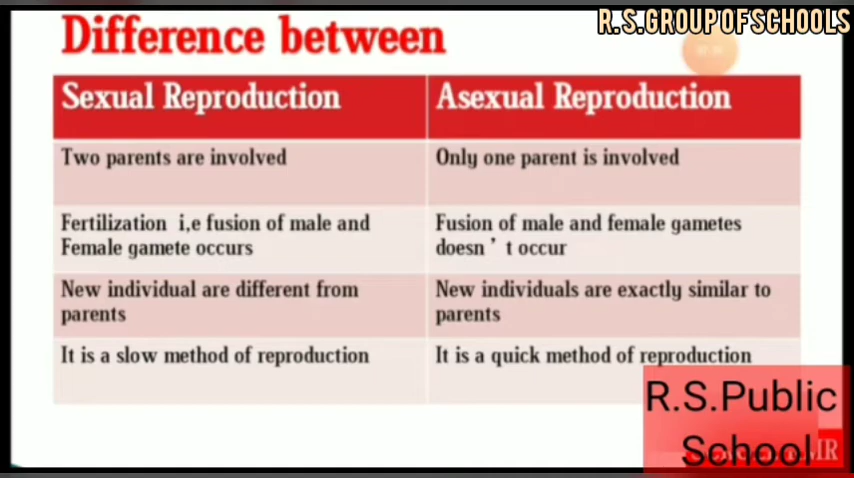 R.S.GROUP OF SCHOOLS
Difference between
Sexual Reproduction
Asexual Reproduction
Two parents are involved
Only one parent is involved
Fertilization i,e fusion of male and
Female gamete occurs
Fusion of male and female gametes
doesn't occur
New individual are different from
parents
New individuals are exactly similar to
parents
It is a slow method of reproduction
It is a quick method of reproduction
R.S.Public
School